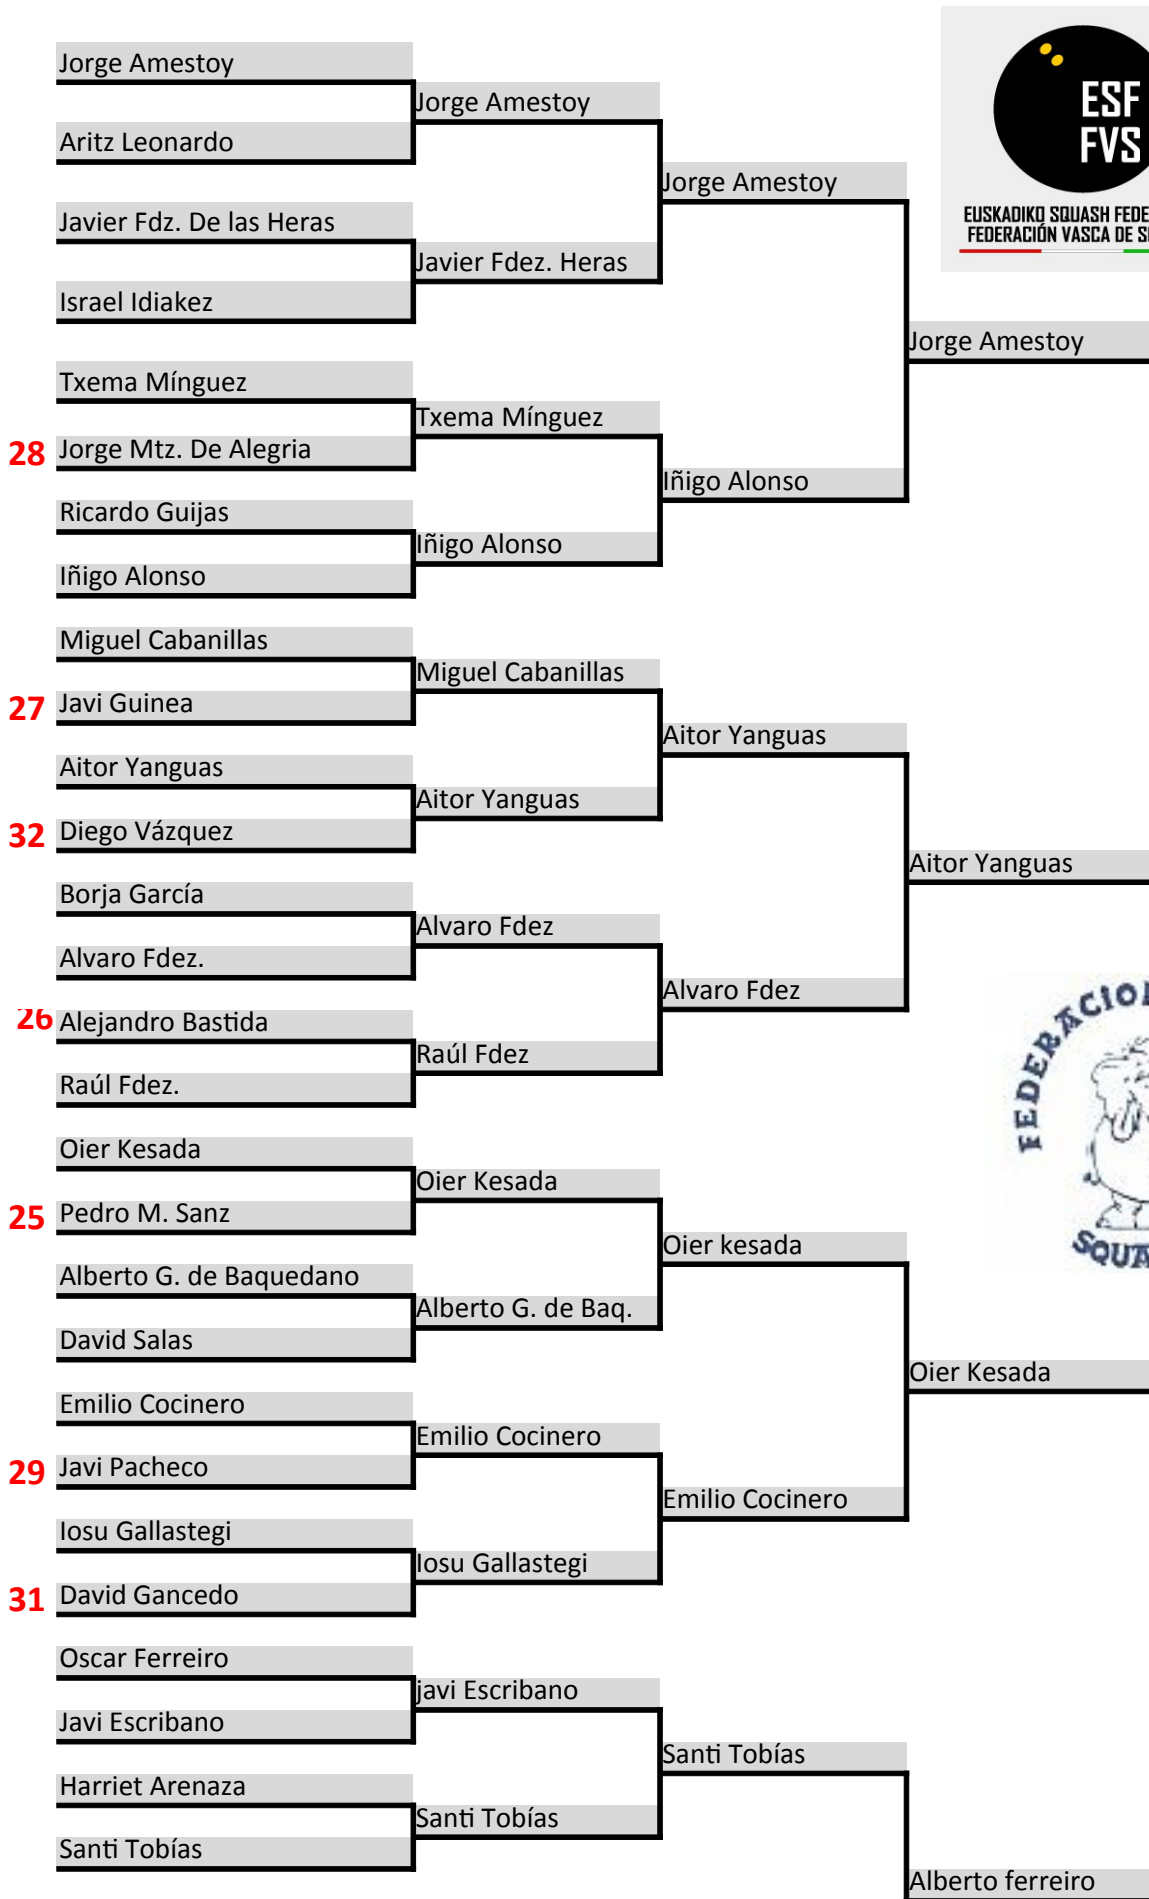 Jorge Amestoy
Aritz Leonardo
Javier Fdz. De las Heras
Israel Idiakez
Txema Mínguez
28 Jorge Mtz. De Alegria
Ricardo Guijas
Iñigo Alonso
Miguel Cabanillas
27 Javi Guinea
Aitor Yanguas
32 Diego Vázquez
Borja García
Alvaro Fdez.
26 Alejandro Bastida
Raúl Fdez.
Oier Kesada
25 Pedro M. Sanz
Alberto G. de Baquedano
David Salas
Emilio Cocinero
29 Javi Pacheco
Iosu Gallastegi
31 David Gancedo
Oscar Ferreiro
Javi Escribano
Harriet Arenaza
Santi Tobías
Jorge Amestoy
Javier Fdez. Heras
Txema Mínguez
Iñigo Alonso
Miguel Cabanillas
Aitor Yanguas
Alvaro Fdez
Raúl Fdez
Oier Kesada
Alberto G. de Baq.
Emilio Cocinero
Iosu Gallastegi
javi Escribano
Santi Tobías
Jorge Amestoy
Iñigo Alonso
Aitor Yanguas
Alvaro Fdez
Oier kesada
Emilio Cocinero
Santi Tobías
Jorge Amestoy
Aitor Yanguas
Oier Kesada
Alberto ferreiro
ESF
FVS
EUSKADIKO SQUASH
FEDERACIÓN VASCA DE